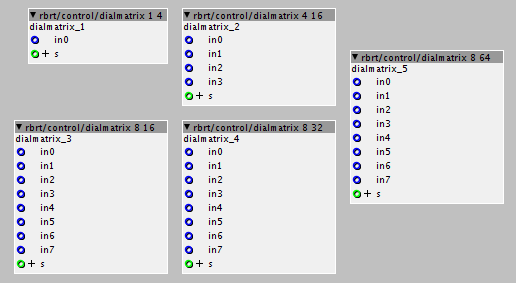 ▼ rbrt/control/dialmatrix 1 4
dialmatrix_1
in0
+ s
▼ rbrt/control/dialmatrix 4 16
dialmatrix_2
in0
in1
in2
in3
+ s
▼ rbrt/control/dialmatrix 8 64
dialmatrix_5
in0
in1
in2
in3
in4
in5
in6
in7
+ s
▼ rbrt/control/dialmatrix 8 16
dialmatrix_3
in0
in1
in2
in3
in4
in5
in6
in7
+ s
▼ rbrt/control/dialmatrix 8 32
dialmatrix_4
in0
in1
in2
in3
in4
in5
in6
in7
+ s